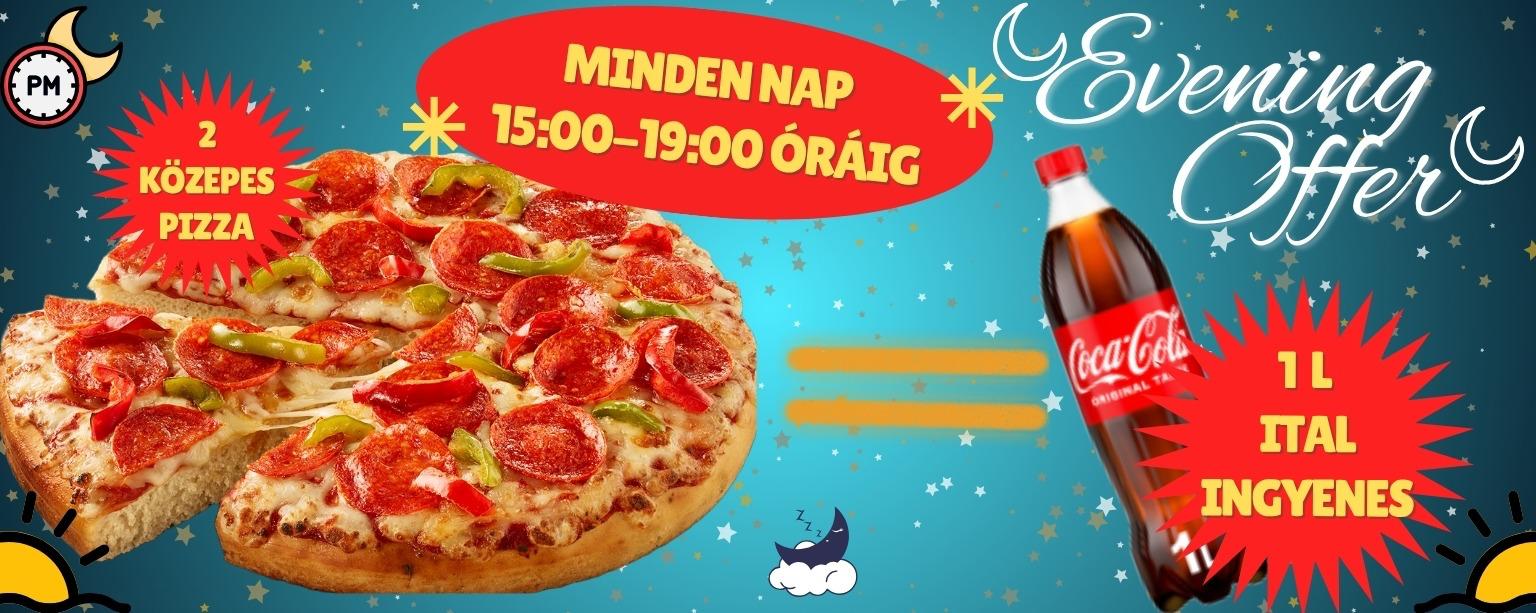 PM
2
KÖZEPES
PIZZA
MINDEN NAP
15:00–19:00 ÓRÁIG
Evening
Offer
Coca-Cola
ORIGINAL TA
1 L
ITAL
INGYENES
1L
z z z